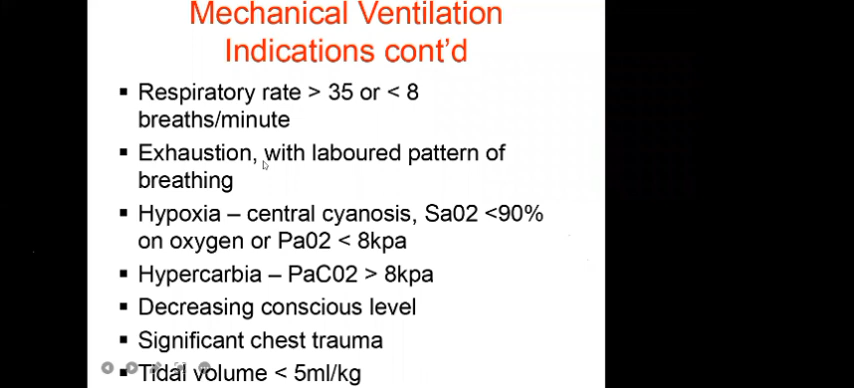 Mechanical Ventilation
Indications cont'd
▪ Respiratory rate > 35 or < 8
breaths/minute
▪ Exhaustion, with laboured pattern of
breathing
▪ Hypoxia – central cyanosis, Sa02 <90%
on oxygen or Pa02 < 8kpa
▪ Hypercarbia – PaC02 > 8kpa
▪ Decreasing conscious level
▪ Significant chest trauma
▪ Tidal volume < 5ml/kg